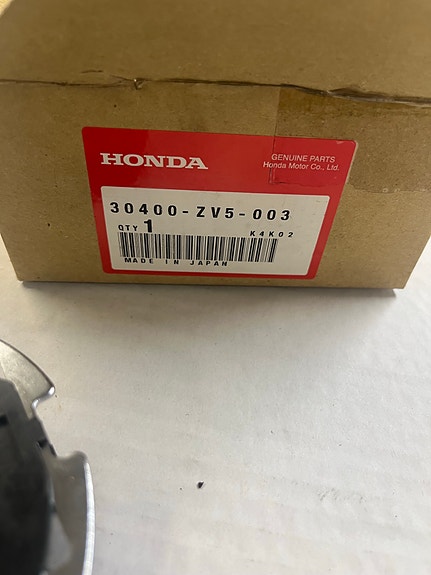 HONDA
GENUINE PARTS
Honda Motor Co., Ltd.
30400-ZV5-003
QTY 1
K4K02
MADE IN JAPAN